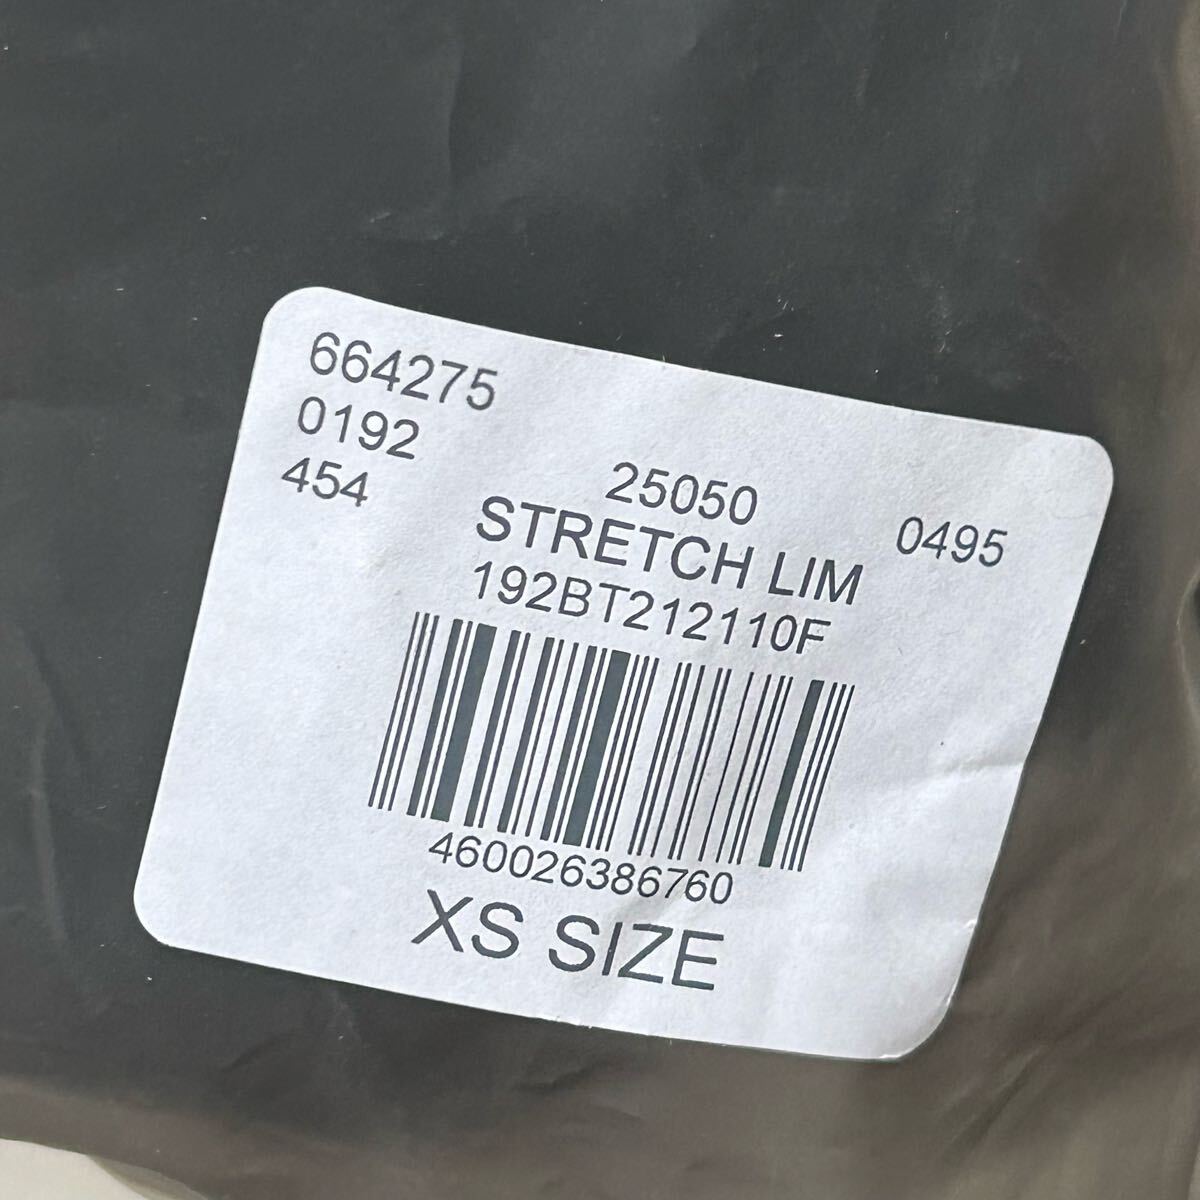 664275
0192
454
25050
0495
STRETCH LIM
192BT212110F
460026386760
XS SIZE